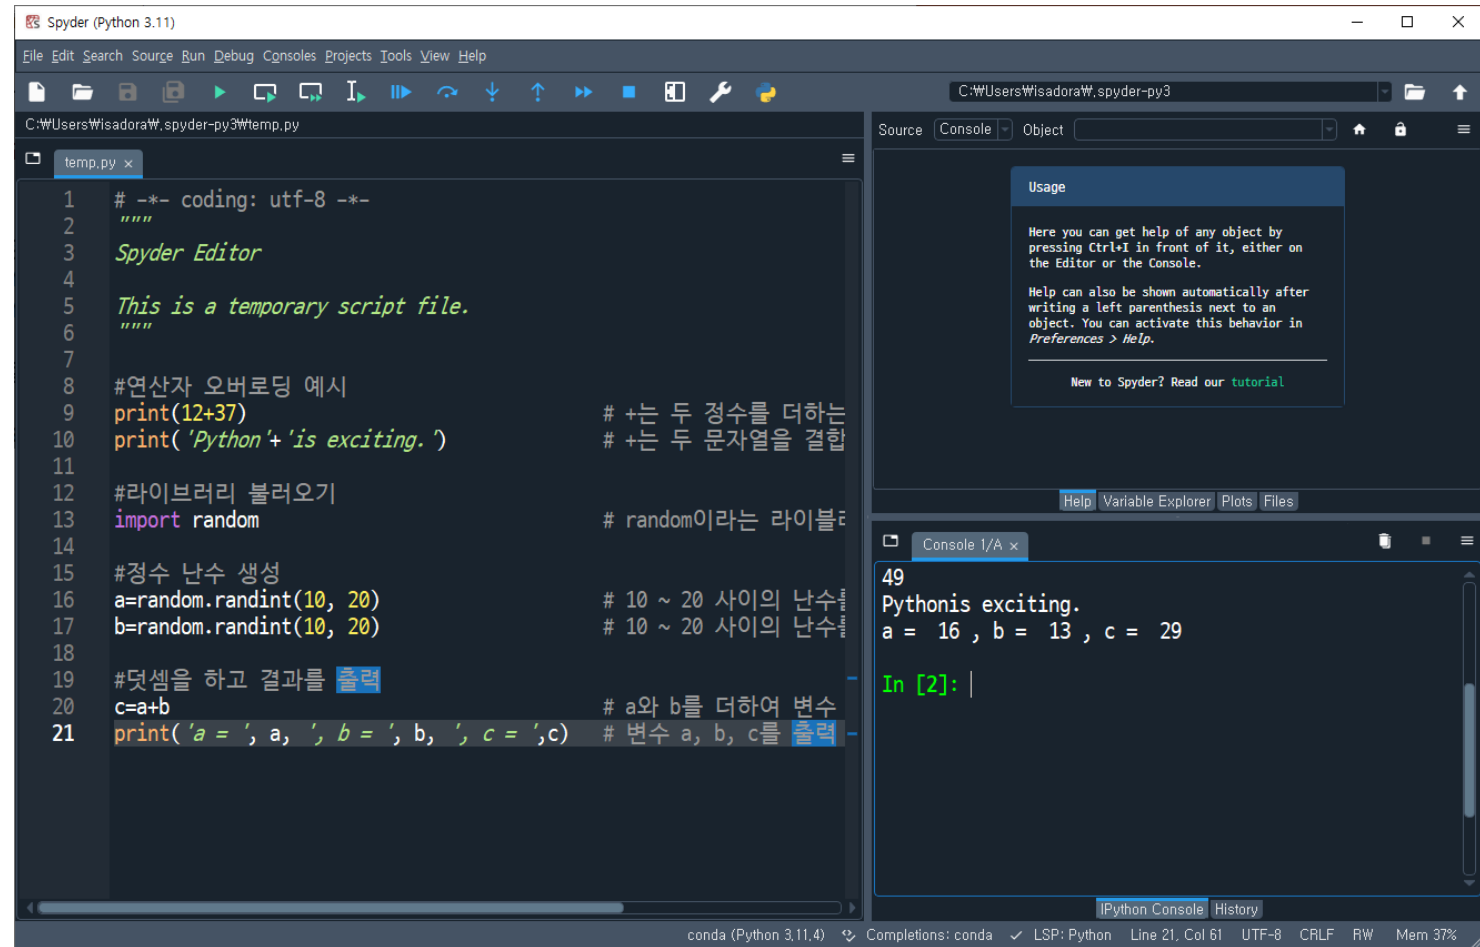 Spyder (Python 3.11)
File Edit Search Source Run Debug Consoles Projects Tools View Help
C:₩Users₩isadora₩.spyder-py3
C:₩Users₩isadora₩.spyder-py3₩temp.py
temp.py
1 # -*- coding: utf-8 -*-
2 """
3 Spyder Editor
4
5 This is a temporary script file.
6 """
7
8 #연산자 오버로딩 예시
9 print(12+37) # +는 두 정수를 더하는
10 print('Python'+'is exciting.') # +는 두 문자열을 결합
11
12 #라이브러리 불러오기
13 import random # random이라는 라이블러
14
15 #정수 난수 생성
16 a=random.randint(10, 20) # 10 ~ 20 사이의 난수를
17 b=random.randint(10, 20) # 10 ~ 20 사이의 난수를
18
19 #덧셈을 하고 결과를 출력
20 c=a+b # a와 b를 더하여 변수
21 print('a = ', a, ', b = ', b, ', c = ',c) # 변수 a, b, c를 출력
Source Console Object
Usage
Here you can get help of any object by
pressing Ctrl+I in front of it, either on
the Editor or the Console.
Help can also be shown automatically after
writing a left parenthesis next to an
object. You can activate this behavior in
Preferences > Help.
New to Spyder? Read our tutorial
Help Variable Explorer Plots Files
Console 1/A
49
Pythonis exciting.
a =  16 , b =  13 , c =  29
In [2]:
IPython Console History
conda (Python 3.11.4) Completions: conda LSP: Python Line 21, Col 61 UTF-8 CRLF RW Mem 37%